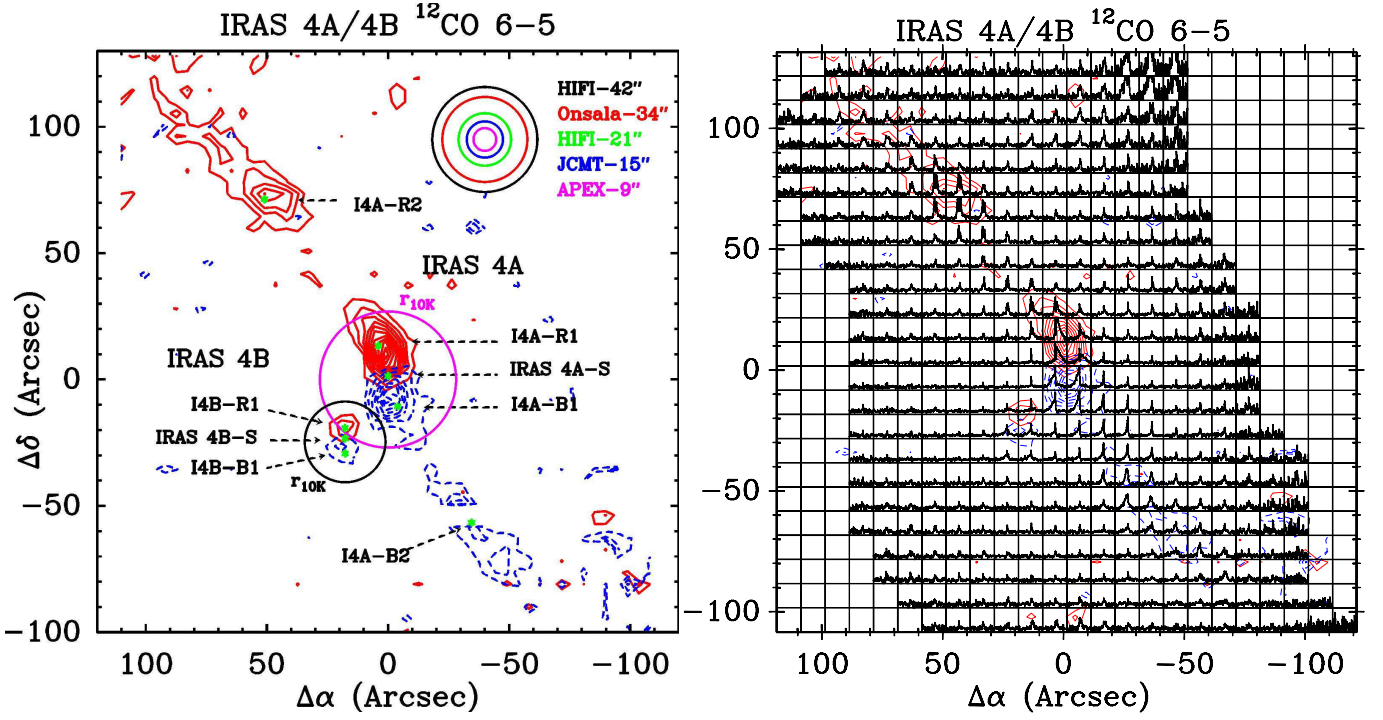 IRAS 4A/4B ¹²CO 6−5
HIFI−42″
Onsala−34″
HIFI−21″
JCMT−15″
APEX−9″
I4A−R2
IRAS 4A
r10K
I4A−R1
IRAS 4B
IRAS 4A−S
I4A−B1
I4B−R1
IRAS 4B−S
I4B−B1
r10K
I4A−B2
100
50
0
−50
−100
Δδ (Arcsec)
100 50 0 −50 −100
Δα (Arcsec)
IRAS 4A/4B ¹²CO 6−5
100
50
0
−50
−100
100 50 0 −50 −100
Δα (Arcsec)